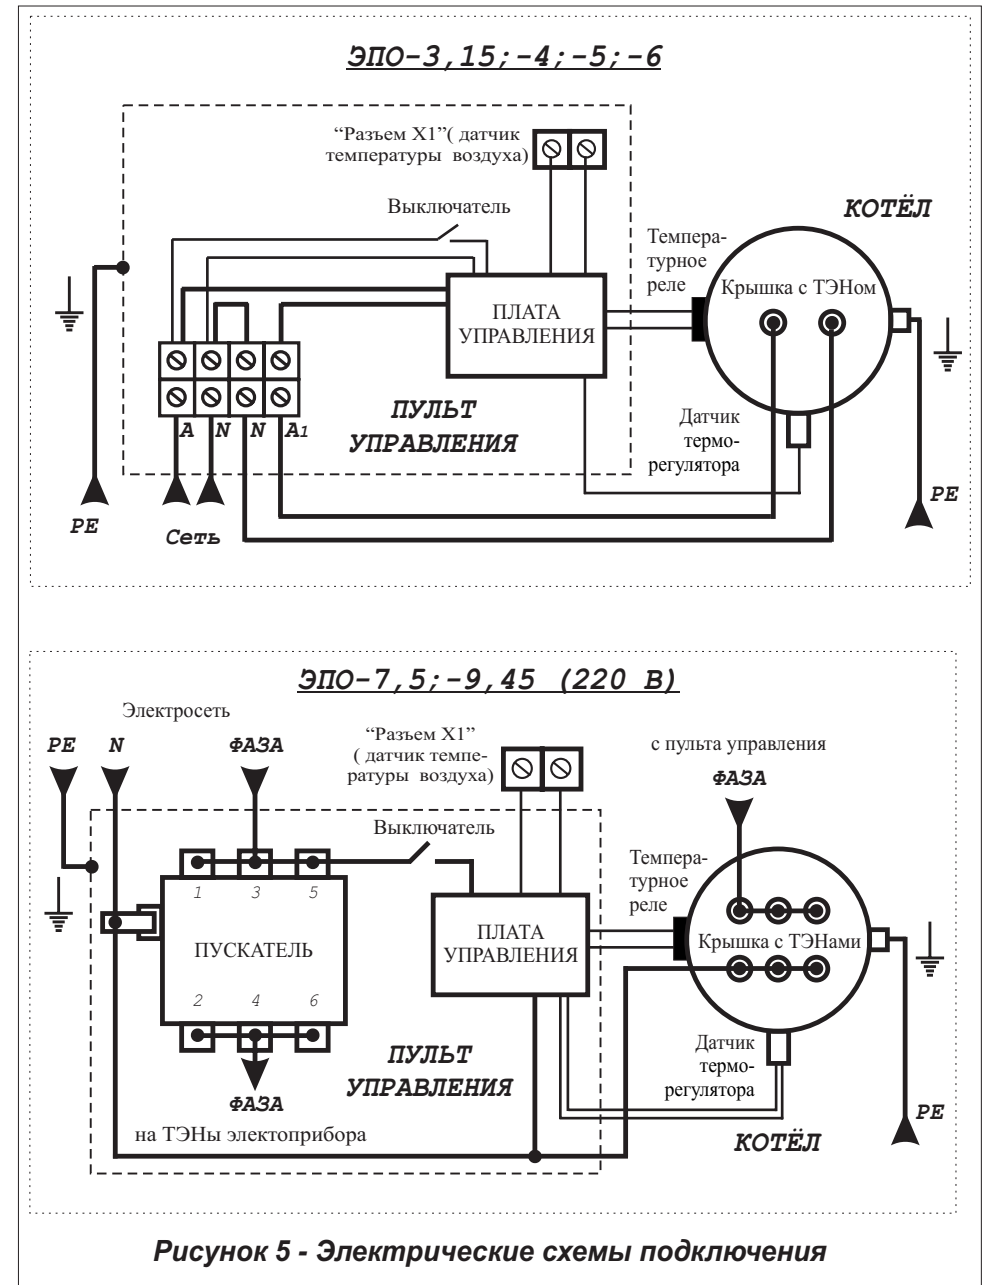 ЭПО-3,15;-4;-5;-6
“Разъем X1”( датчик
температуры воздуха)
Выключатель
КОТЁЛ
Темпера-
турное
реле
Крышка с ТЭНом
ПЛАТА
УПРАВЛЕНИЯ
ПУЛЬТ
УПРАВЛЕНИЯ
A N N A1
Датчик
термо-
регулятора
PE
Сеть
PE
ЭПО-7,5;-9,45 (220 В)
Электросеть
PE N ФАЗА
“Разъем X1”
( датчик темпе-
ратуры воздуха)
с пульта управления
ФАЗА
Выключатель
Темпера-
турное
реле
1 3 5
ПУСКАТЕЛЬ
2 4 6
ПЛАТА
УПРАВЛЕНИЯ
Крышка с ТЭНами
ПУЛЬТ
УПРАВЛЕНИЯ
Датчик
термо-
регулятора
ФАЗА
на ТЭНы электоприбора
PE
КОТЁЛ
Рисунок 5 - Электрические схемы подключения